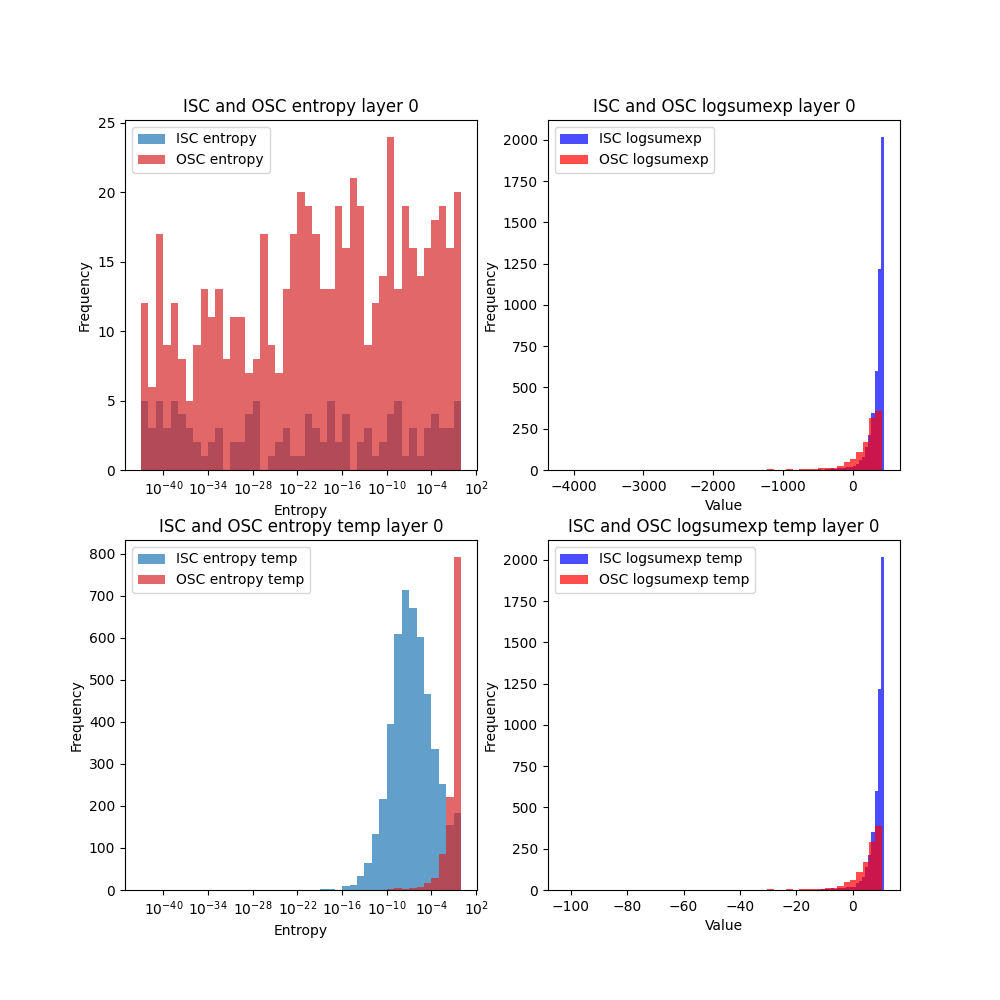 ISC and OSC entropy layer 0
ISC entropy
OSC entropy
Frequency
25
20
15
10
5
0
10^-40 10^-34 10^-28 10^-22 10^-16 10^-10 10^-4 10^2
Entropy
ISC and OSC logsumexp layer 0
ISC logsumexp
OSC logsumexp
Frequency
2000
1750
1500
1250
1000
750
500
250
0
−4000 −3000 −2000 −1000 0
Value
ISC and OSC entropy temp layer 0
ISC entropy temp
OSC entropy temp
Frequency
800
700
600
500
400
300
200
100
0
10^-40 10^-34 10^-28 10^-22 10^-16 10^-10 10^-4 10^2
Entropy
ISC and OSC logsumexp temp layer 0
ISC logsumexp temp
OSC logsumexp temp
Frequency
2000
1750
1500
1250
1000
750
500
250
0
−100 −80 −60 −40 −20 0
Value